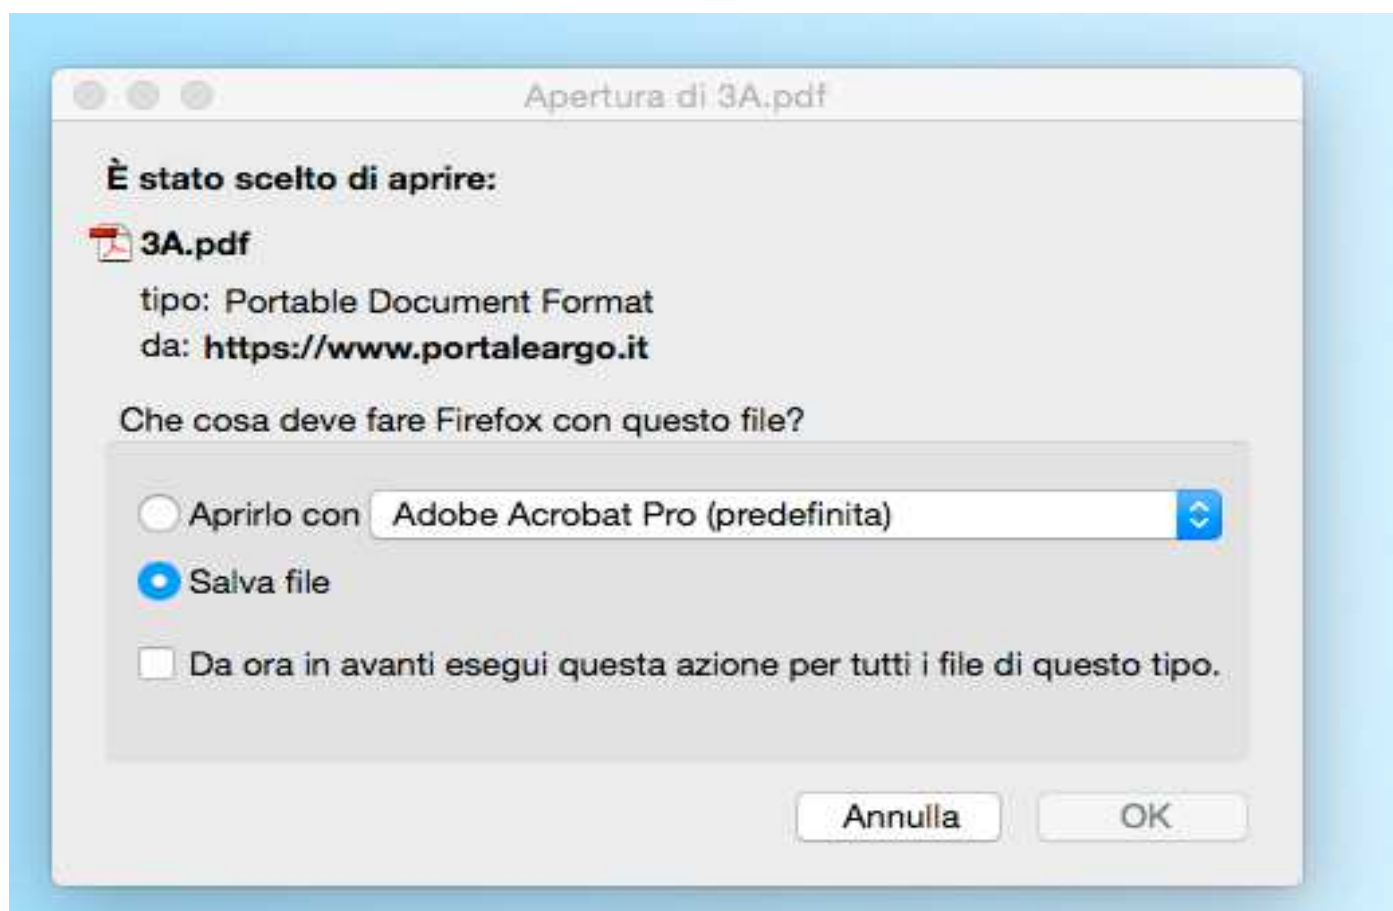 Apertura di 3A.pdf
È stato scelto di aprire:
3A.pdf
tipo: Portable Document Format
da: https://www.portaleargo.it
Che cosa deve fare Firefox con questo file?
Aprirlo con Adobe Acrobat Pro (predefinita)
Salva file
Da ora in avanti esegui questa azione per tutti i file di questo tipo.
Annulla OK